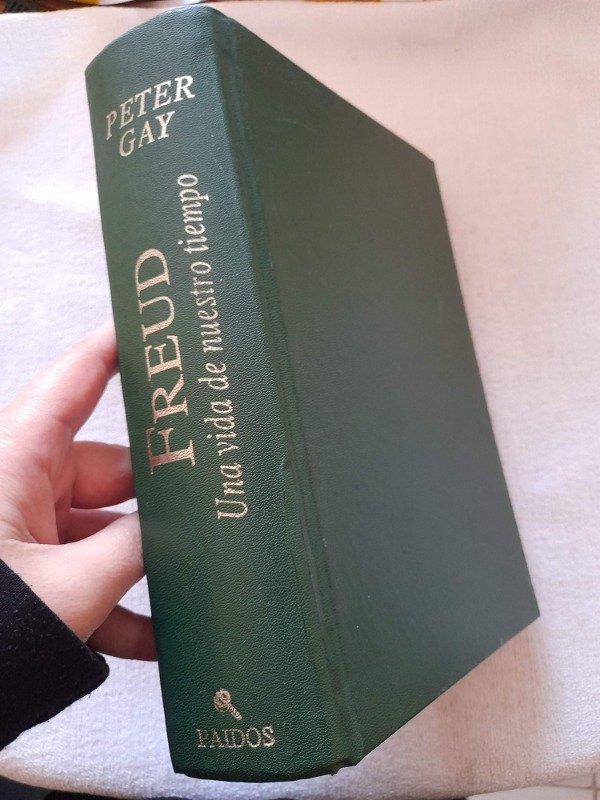 PETER
GAY
FREUD
Una vida de nuestro tiempo
PAIDOS